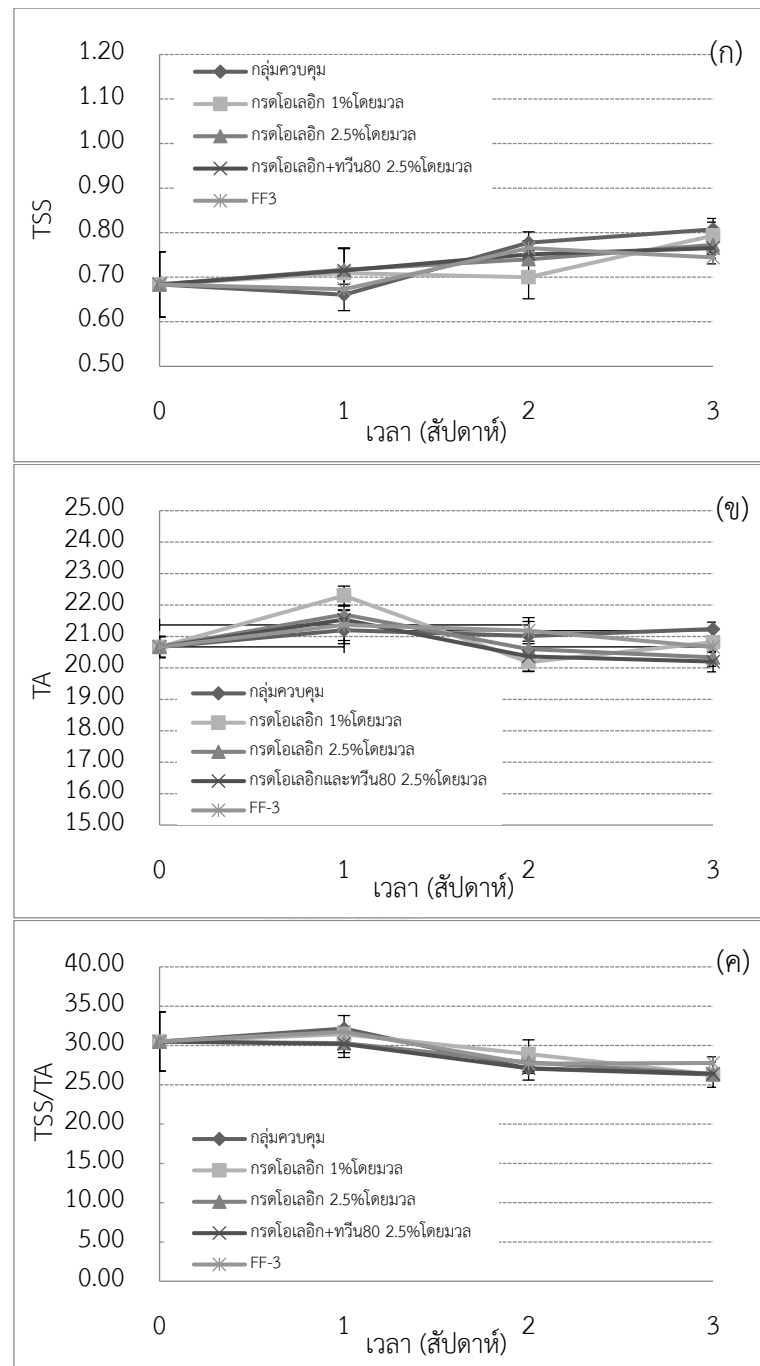 (ก)
1.20
1.10
1.00
0.90
0.80
0.70
0.60
0.50
TSS
กลุ่มควบคุม
กรดโอเลอิก 1%โดยมวล
กรดโอเลอิก 2.5%โดยมวล
กรดโอเลอิก+ทวีน80 2.5%โดยมวล
FF3
0 1 2 3
เวลา (สัปดาห์)
(ข)
25.00
24.00
23.00
22.00
21.00
20.00
19.00
18.00
17.00
16.00
15.00
TA
กลุ่มควบคุม
กรดโอเลอิก 1%โดยมวล
กรดโอเลอิก 2.5%โดยมวล
กรดโอเลอิกและทวีน80 2.5%โดยมวล
FF-3
0 1 2 3
เวลา (สัปดาห์)
(ค)
40.00
35.00
30.00
25.00
20.00
15.00
10.00
5.00
0.00
TSS/TA
กลุ่มควบคุม
กรดโอเลอิก 1%โดยมวล
กรดโอเลอิก 2.5%โดยมวล
กรดโอเลอิก+ทวีน80 2.5%โดยมวล
FF-3
0 1 2 3
เวลา (สัปดาห์)